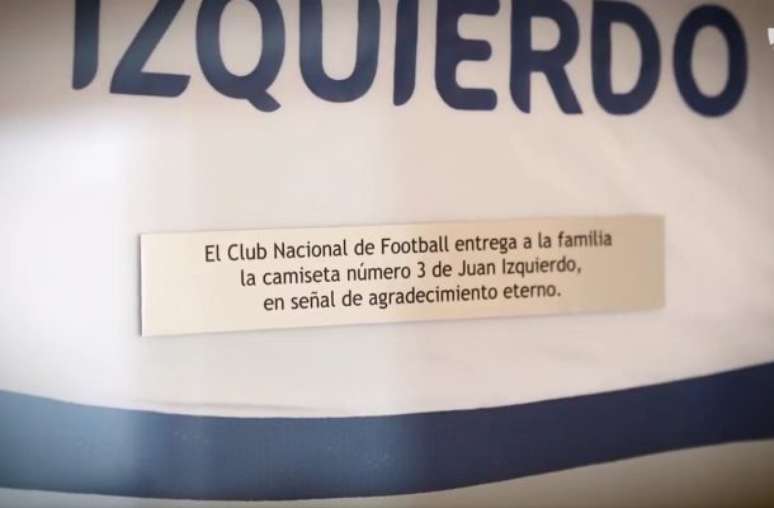 IZQUIERDO
El Club Nacional de Football entrega a la familia
la camiseta número 3 de Juan Izquierdo,
en señal de agradecimiento eterno.